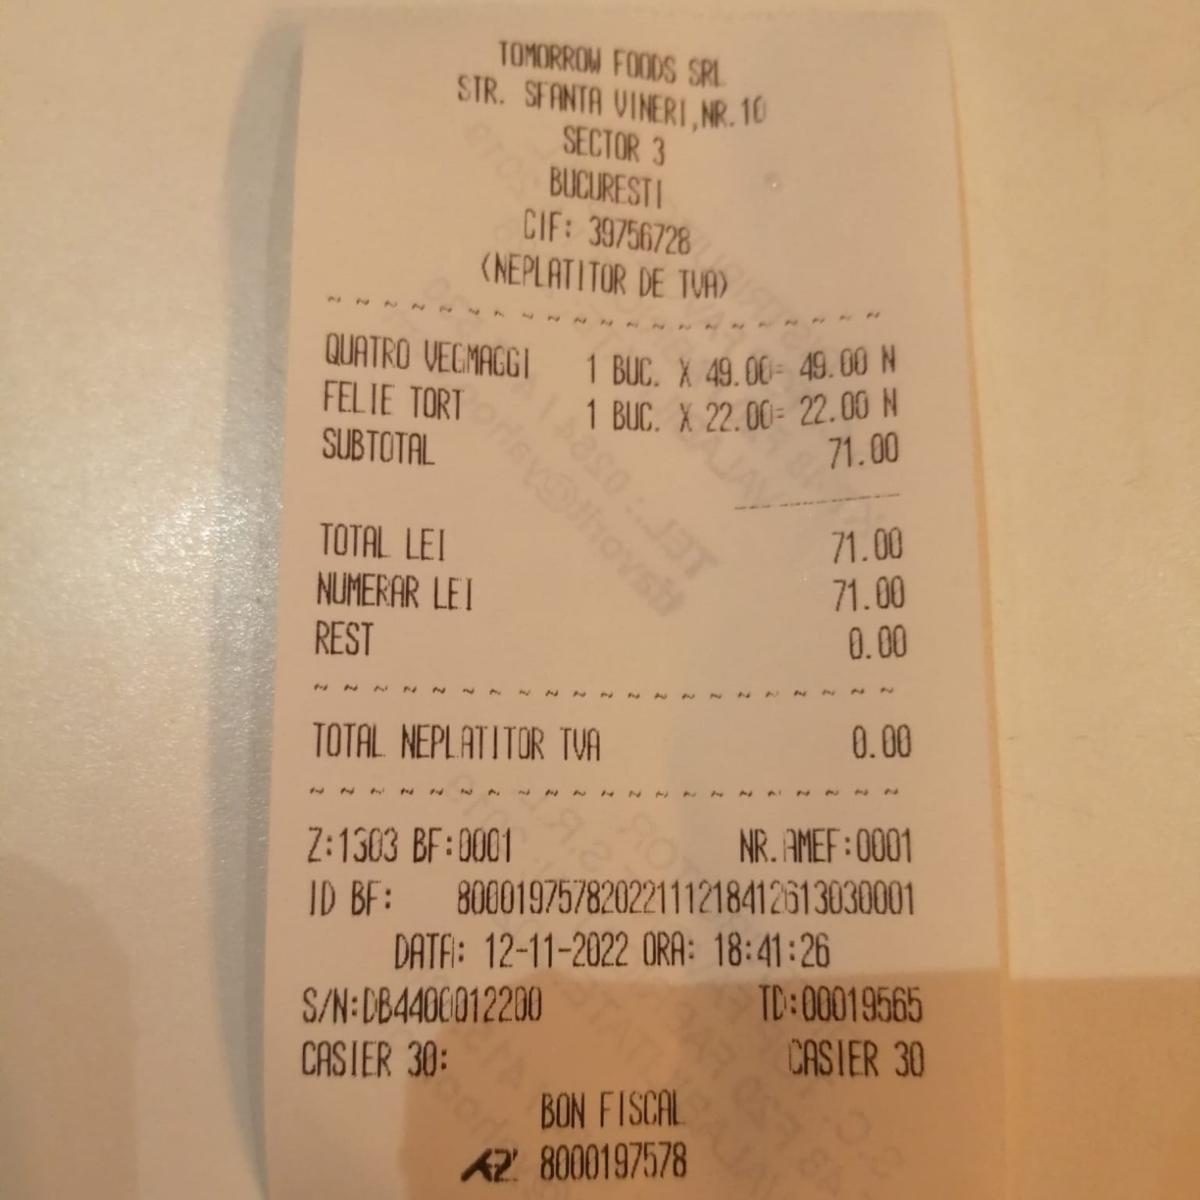 TOMORROW FOODS SRL
STR. SFANTA VINERI,NR.10
SECTOR 3
BUCURESTI
CIF: 39756728
(NEPLATITOR DE TVA)
~ ~ ~ ~ ~ ~ ~ ~ ~ ~ ~ ~ ~ ~ ~ ~ ~ ~ ~ ~
QUATRO VEGMAGGI 1 BUC. X 49.00= 49.00 N
FELIE TORT 1 BUC. X 22.00= 22.00 N
SUBTOTAL 71.00
TOTAL LEI 71.00
NUMERAR LEI 71.00
REST 0.00
~ ~ ~ ~ ~ ~ ~ ~ ~ ~ ~ ~ ~ ~ ~ ~ ~ ~ ~ ~
TOTAL NEPLATITOR TVA 0.00
~ ~ ~ ~ ~ ~ ~ ~ ~ ~ ~ ~ ~ ~ ~ ~ ~ ~ ~ ~
Z:1303 BF:0001 NR.AMEF:0001
ID BF: 80001975782022111218412613030001
DATA: 12-11-2022 ORA: 18:41:26
S/N:DB4400012200 TD:00019565
CASIER 30: CASIER 30
BON FISCAL
8000197578